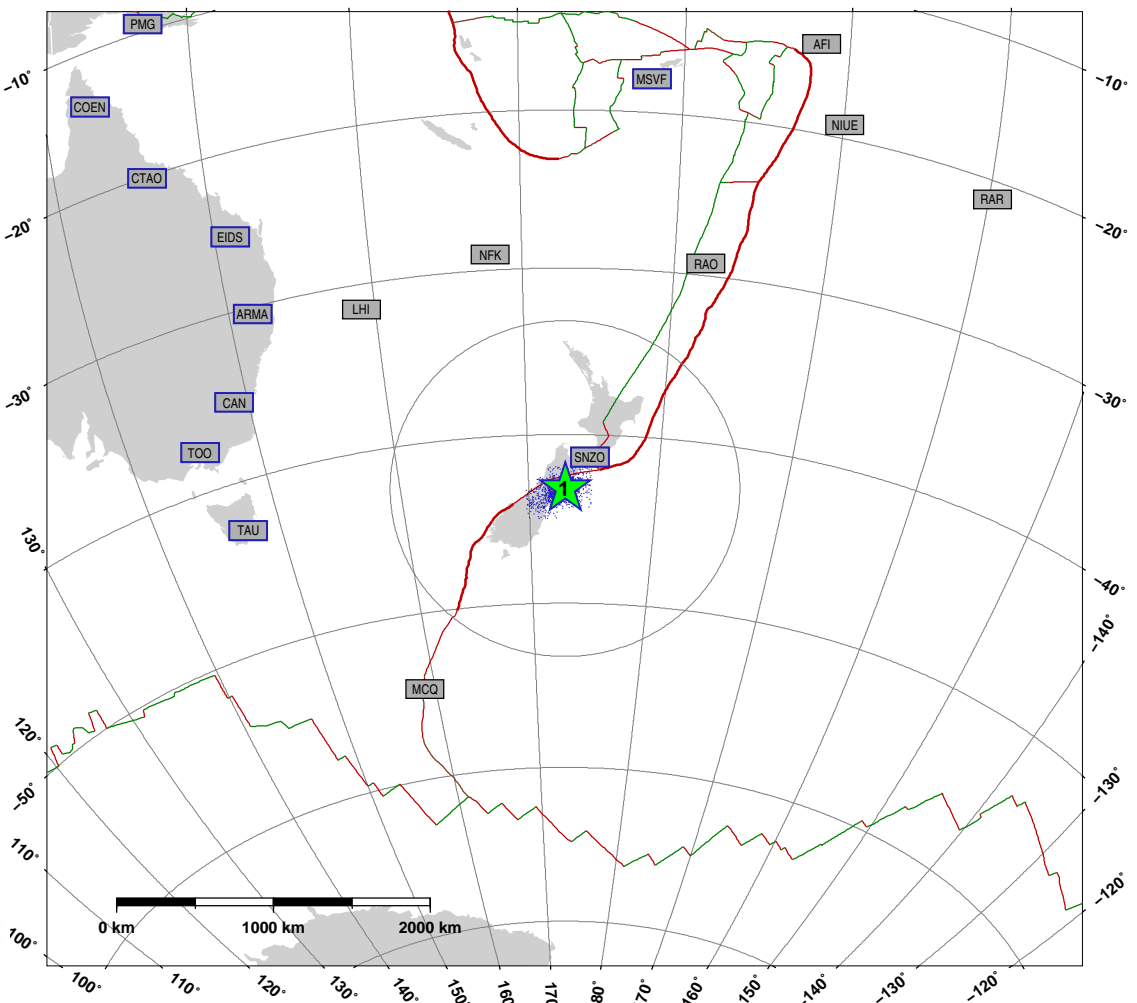 PMG
AFI
−10°
MSVF
−10°
COEN
NIUE
CTAO
RAR
−20°
EIDS
−20°
NFK
RAO
LHI
ARMA
−30°
CAN
−30°
TOO
SNZO
1
TAU
130°
−40°
−140°
MCQ
120°
−130°
−50°
110°
−120°
0 km 1000 km 2000 km
100°
100° 110° 120° 130° 140° 150° 160° 170° 180° 170° 160° 150° −140° −130° −120°